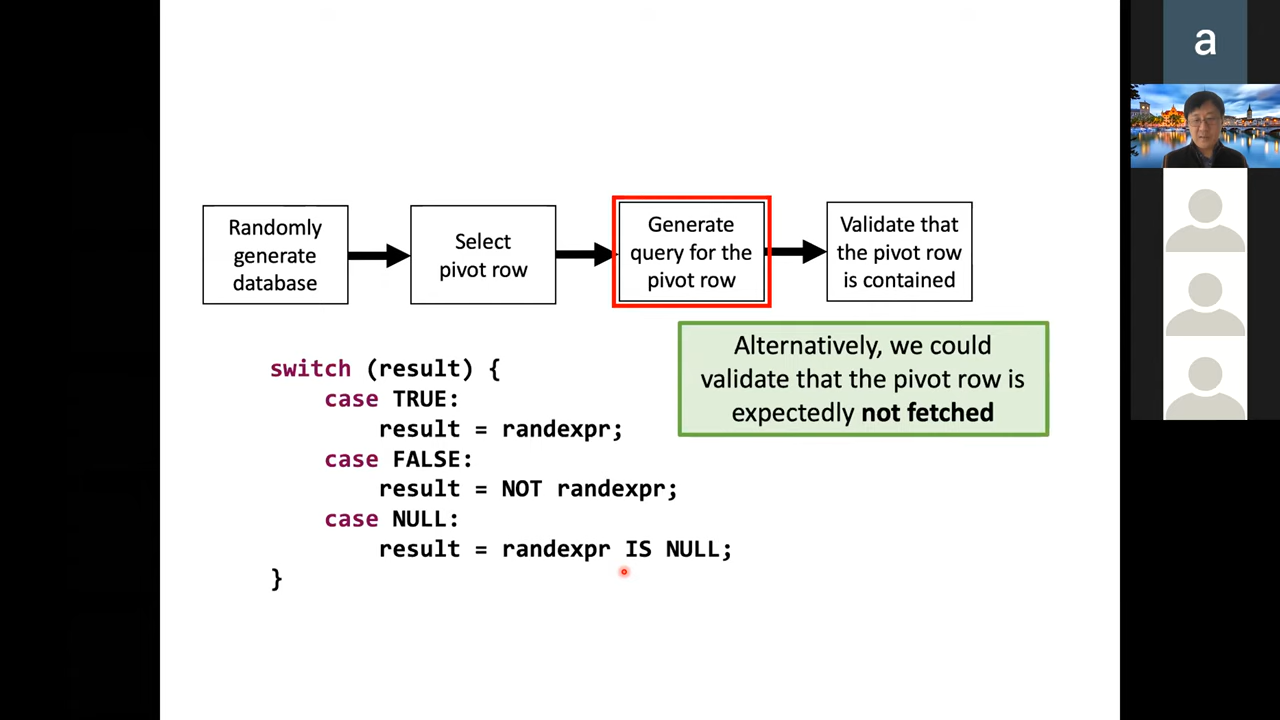 a
Randomly
generate
database
Select
pivot row
Generate
query for the
pivot row
Validate that
the pivot row
is contained
Alternatively, we could
validate that the pivot row is
expectedly not fetched
switch (result) {
case TRUE:
result = randexpr;
case FALSE:
result = NOT randexpr;
case NULL:
result = randexpr IS NULL;
}